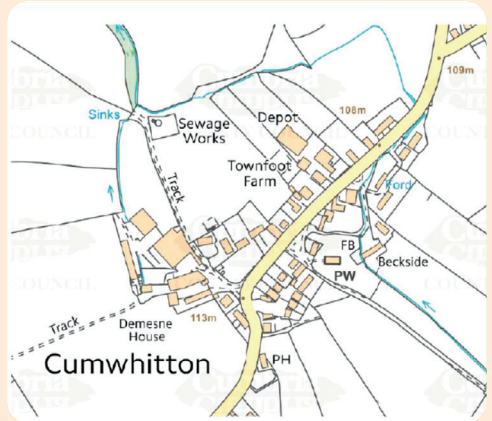 109m
108m
Depot
Sinks
Sewage
Works
Townfoot
Farm
Track
Ford
FB
Beckside
PW
113m
Demesne
House
Track
Cumwhitton
PH